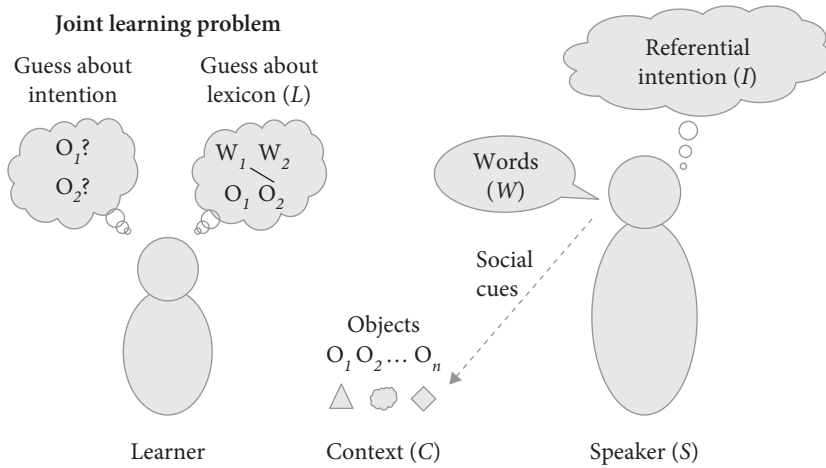 Joint learning problem
Guess about
intention
Guess about
lexicon (L)
O1?
O2?
W1 W2
O1 O2
Referential
intention (I)
Words
(W)
Social
cues
Objects
O1 O2 … On
Learner
Context (C)
Speaker (S)